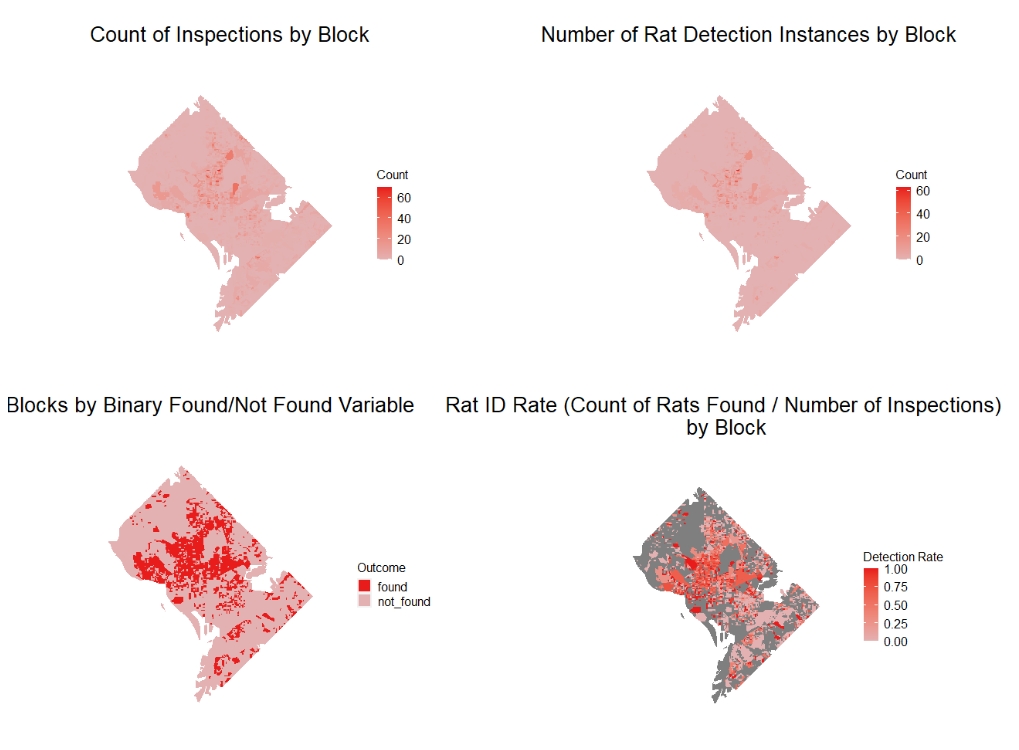 Count of Inspections by Block
Number of Rat Detection Instances by Block
Count
60
40
20
0
Count
60
40
20
0
Blocks by Binary Found/Not Found Variable
Rat ID Rate (Count of Rats Found / Number of Inspections)
by Block
Outcome
found
not_found
Detection Rate
1.00
0.75
0.50
0.25
0.00